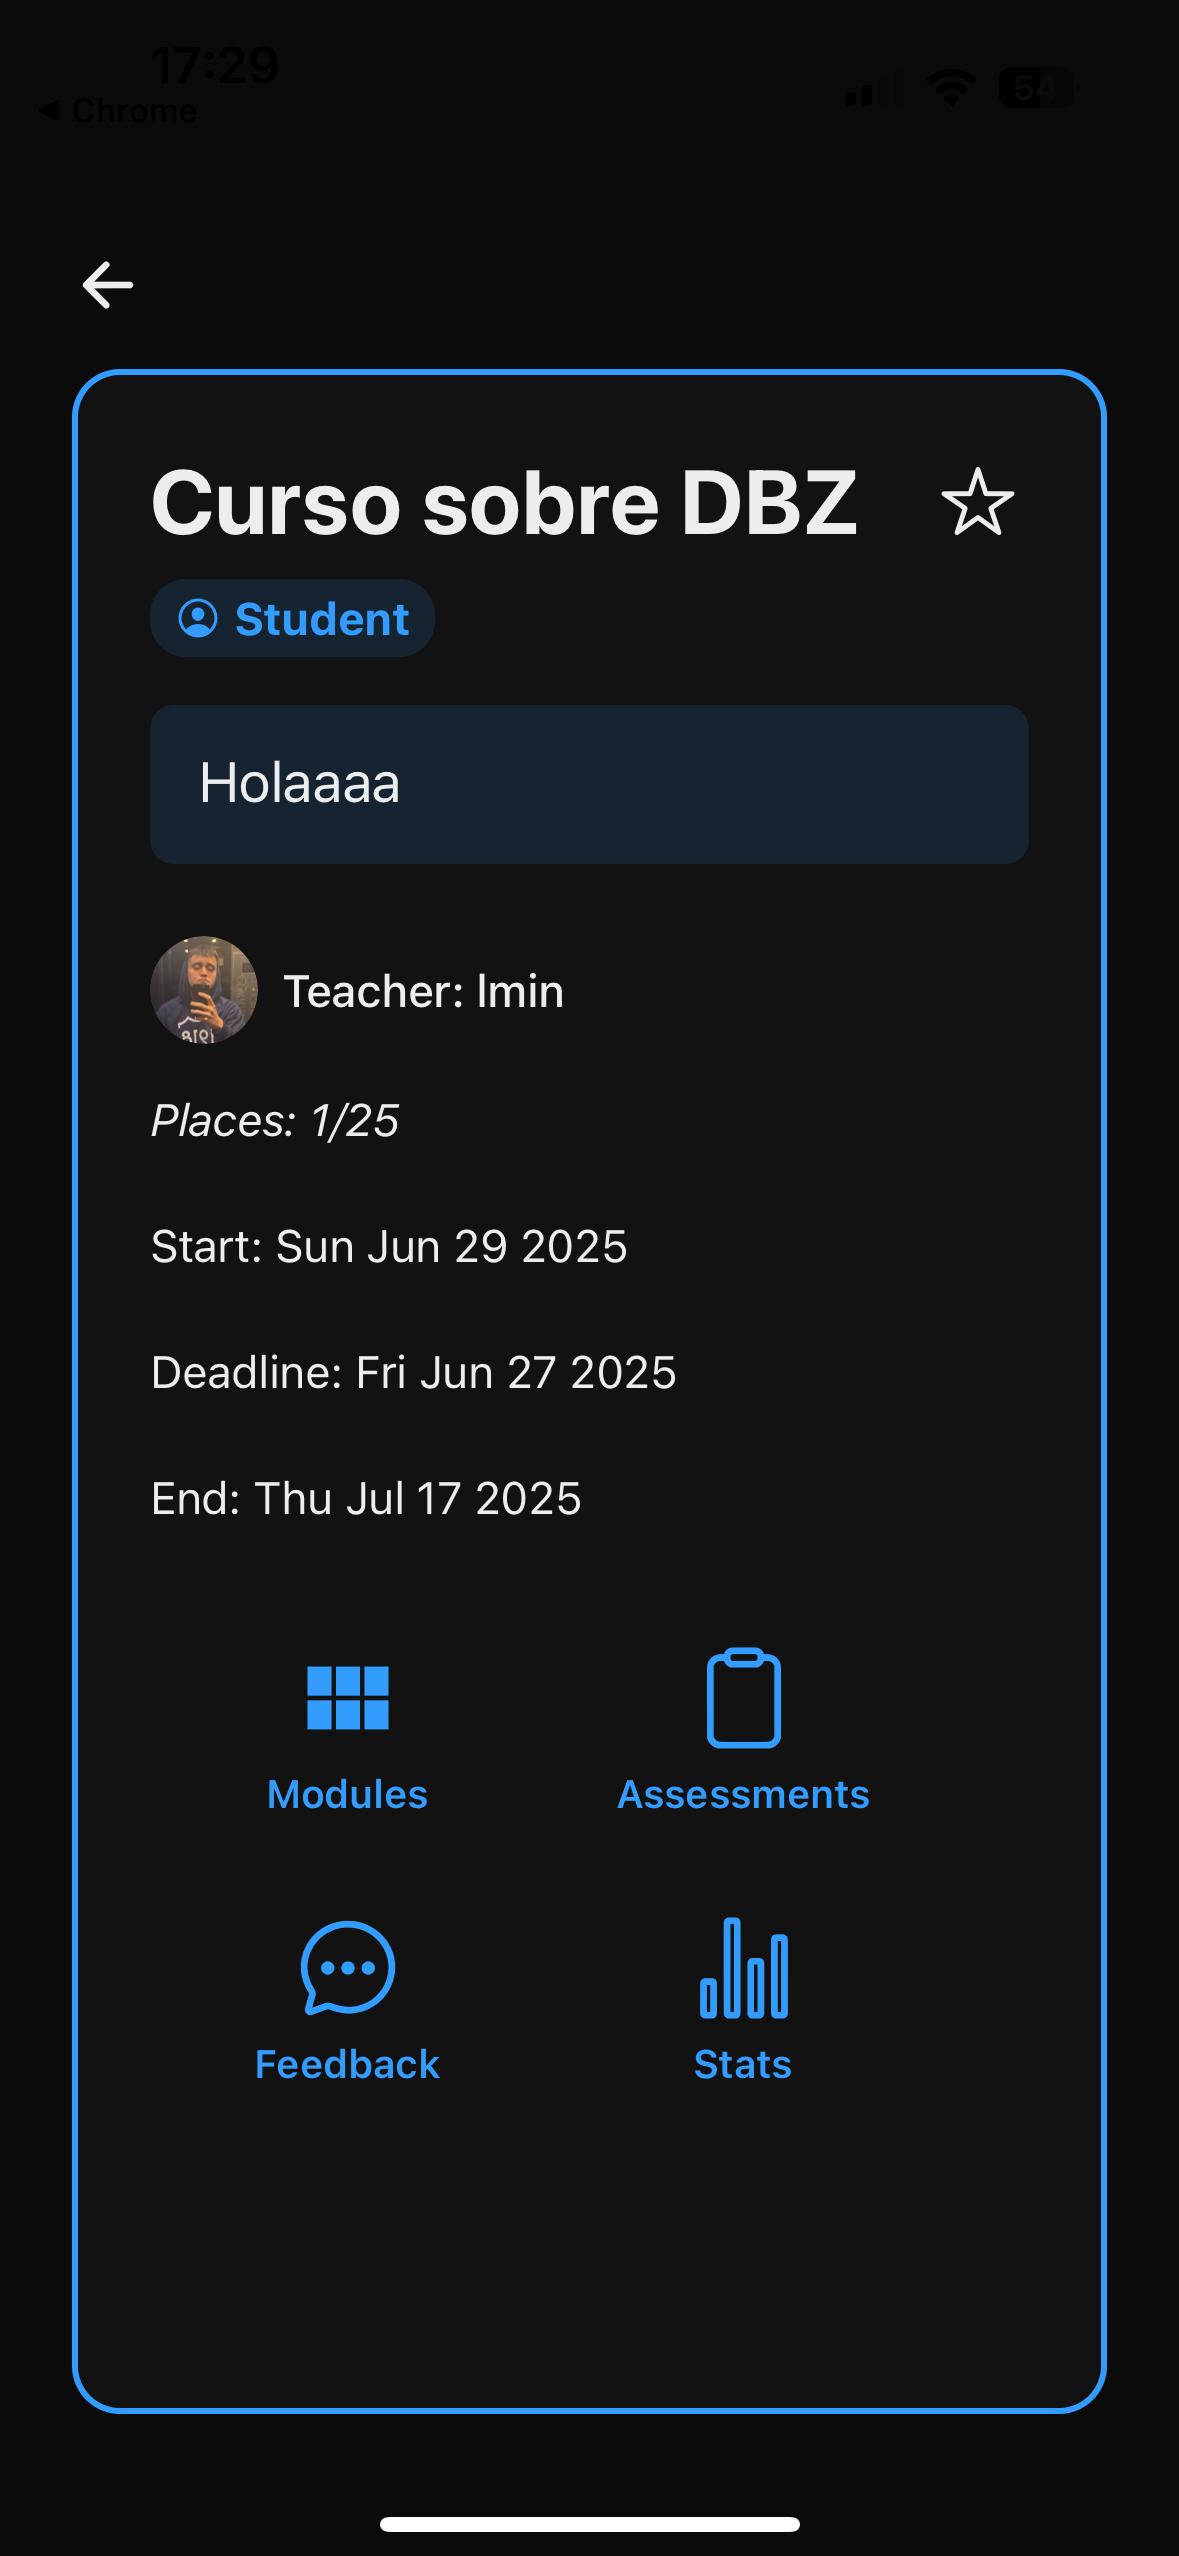 17:29
Chrome
54
Curso sobre DBZ
Student
Holaaaa
Teacher: lmin
Places: 1/25
Start: Sun Jun 29 2025
Deadline: Fri Jun 27 2025
End: Thu Jul 17 2025
Modules
Assessments
Feedback
Stats